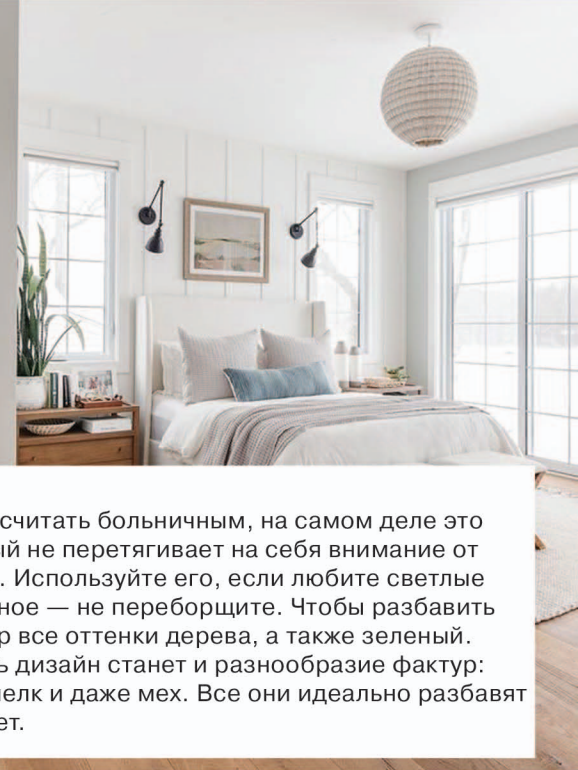 считать больничным, на самом деле это
ый не перетягивает на себя внимание от
. Используйте его, если любите светлые
ное — не переборщите. Чтобы разбавить
р все оттенки дерева, а также зеленый.
ь дизайн станет и разнообразие фактур:
елк и даже мех. Все они идеально разбавят
ет.